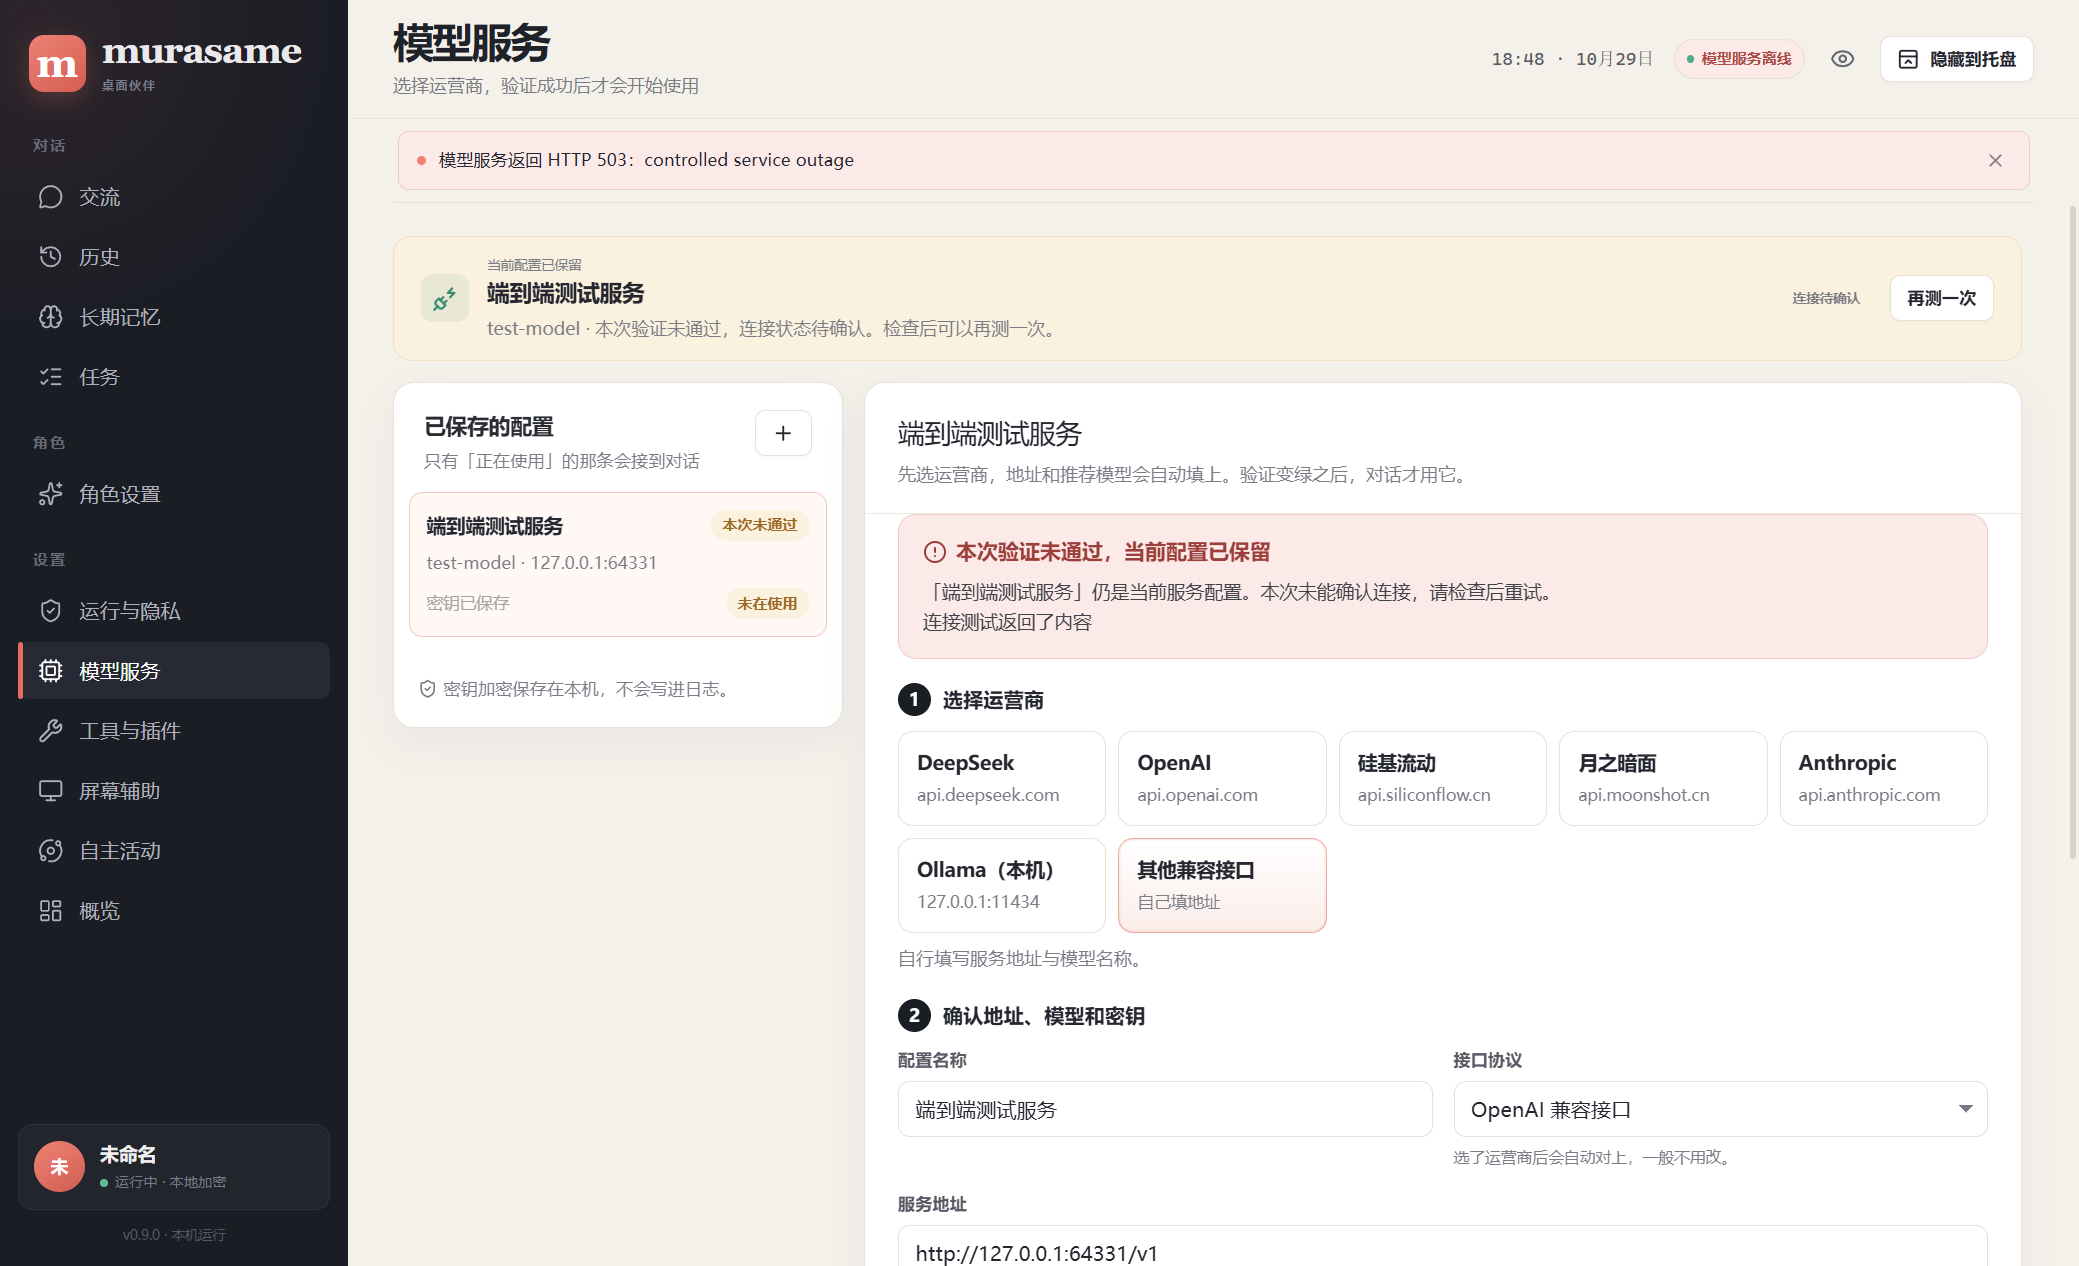 m
murasame
桌面伙伴
对话
交流
历史
长期记忆
任务
角色
角色设置
设置
运行与隐私
模型服务
工具与插件
屏幕辅助
自主活动
概览
未
未命名
运行中 · 本地加密
v0.9.0 · 本机运行
模型服务
选择运营商，验证成功后才会开始使用
18:48 · 10月29日
模型服务离线
隐藏到托盘
模型服务返回 HTTP 503：controlled service outage
当前配置已保留
端到端测试服务
test-model · 本次验证未通过，连接状态待确认。检查后可以再测一次。
连接待确认
再测一次
已保存的配置
只有「正在使用」的那条会接到对话
端到端测试服务
本次未通过
test-model · 127.0.0.1:64331
密钥已保存
未在使用
密钥加密保存在本机，不会写进日志。
端到端测试服务
先选运营商，地址和推荐模型会自动填上。验证变绿之后，对话才用它。
本次验证未通过，当前配置已保留
「端到端测试服务」仍是当前服务配置。本次未能确认连接，请检查后重试。
连接测试返回了内容
1 选择运营商
DeepSeek
api.deepseek.com
OpenAI
api.openai.com
硅基流动
api.siliconflow.cn
月之暗面
api.moonshot.cn
Anthropic
api.anthropic.com
Ollama（本机）
127.0.0.1:11434
其他兼容接口
自己填地址
自行填写服务地址与模型名称。
2 确认地址、模型和密钥
配置名称
端到端测试服务
接口协议
OpenAI 兼容接口
选了运营商后会自动对上，一般不用改。
服务地址
http://127.0.0.1:64331/v1